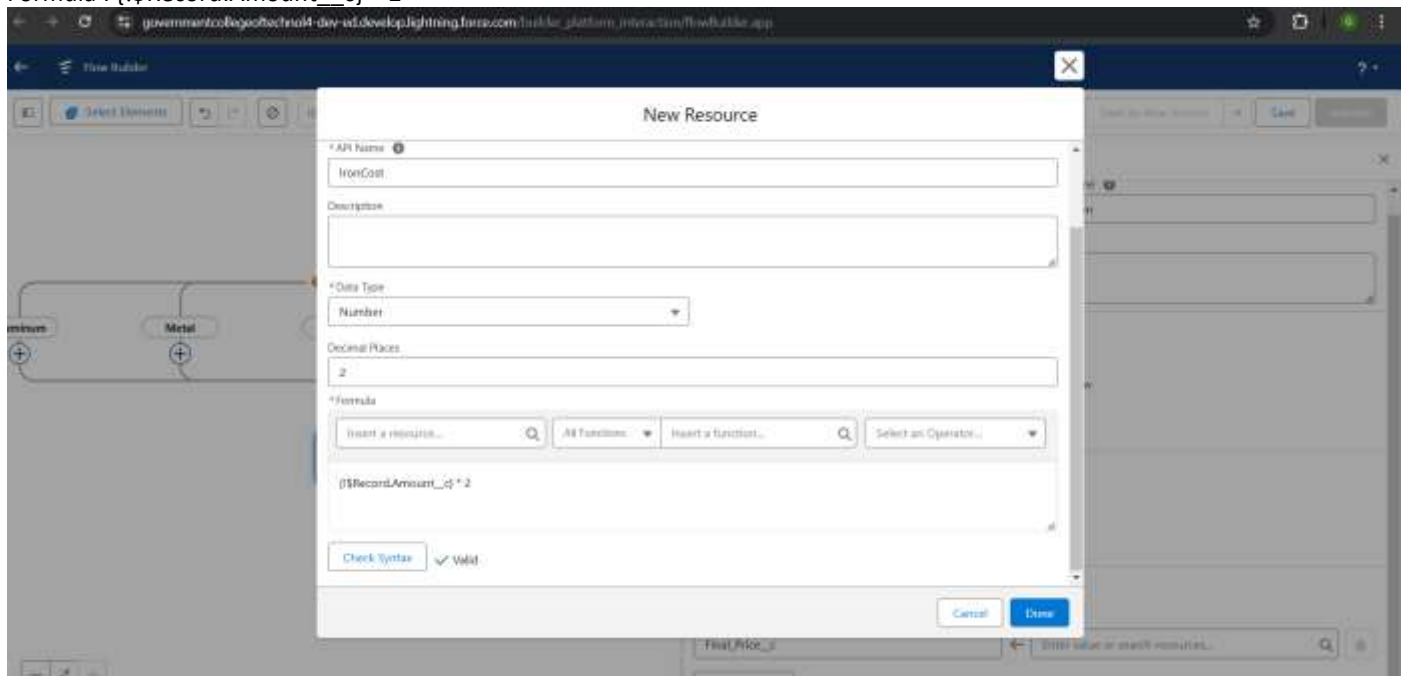 Formula : {!$Record.Amount__c} * 2
governmentcollegeoftechnol4-dev-ed.develop.lightning.force.com/builder_platform_interaction/flowBuilder.app
Flow Builder
?
Select Elements
Save
New Resource
* API Name
IronCost
Description
* Data Type
Number
Decimal Places
2
* Formula
Insert a resource...
All Functions
Insert a function...
Select an Operator...
{!$Record.Amount__c} * 2
Check Syntax
Valid
Cancel
Done
minum
Metal
Final_Price__c
Enter value or search resources...